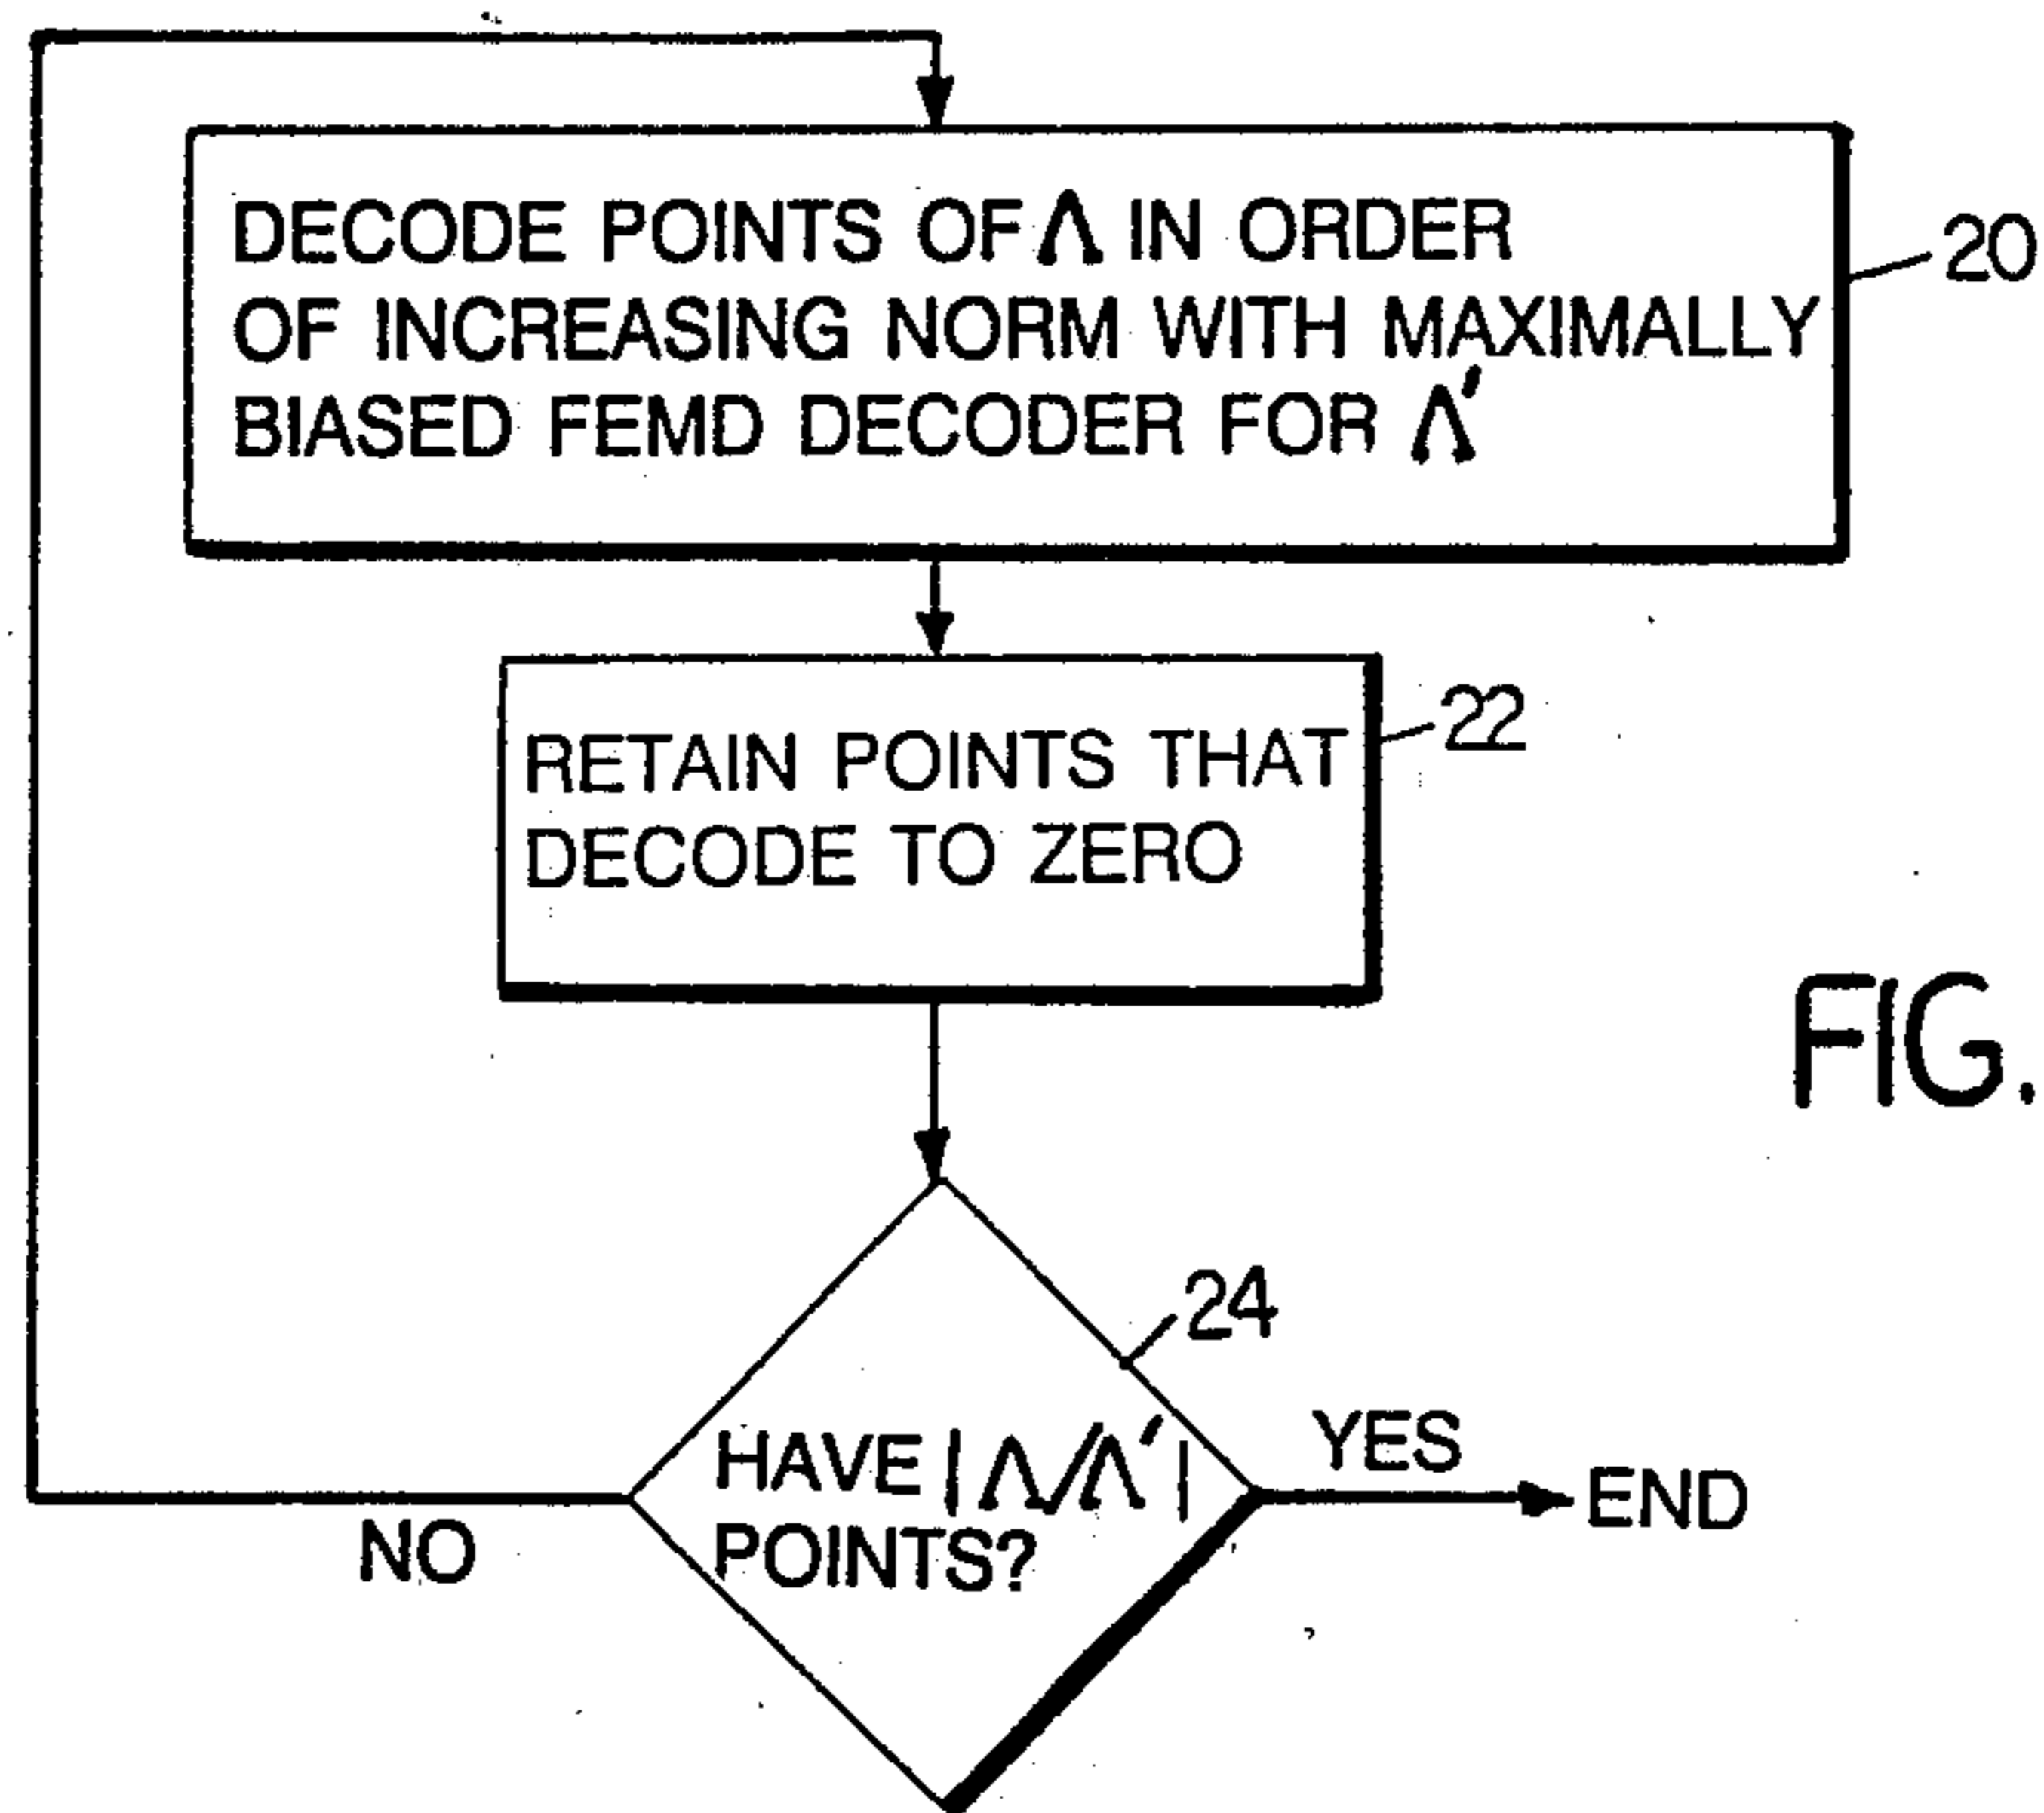 DECODE POINTS OF Λ IN ORDER
OF INCREASING NORM WITH MAXIMALLY
BIASED FEMD DECODER FOR Λ′
20
RETAIN POINTS THAT
DECODE TO ZERO
22
FIG.
24
HAVE |Λ/Λ′|
POINTS?
YES
END
NO